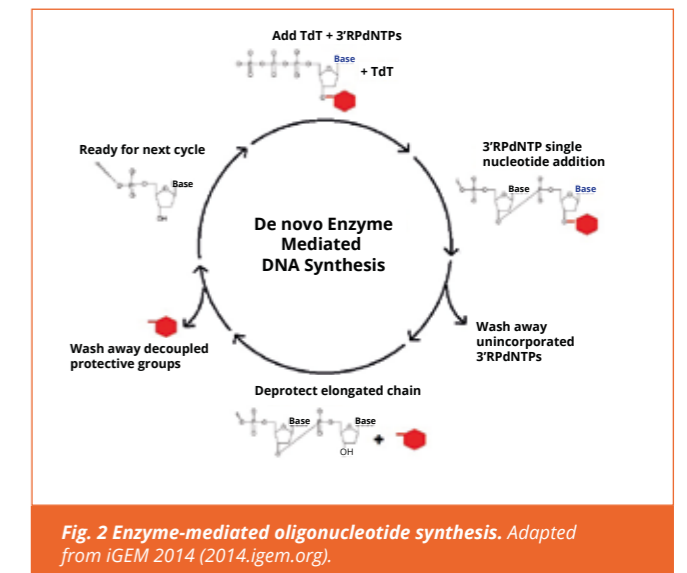 Add TdT + 3’RPdNTPs
Base
+ TdT
Ready for next cycle
Base
OH
3’RPdNTP single
nucleotide addition
Base
Base
De novo Enzyme
Mediated
DNA Synthesis
Wash away
unincorporated
3’RPdNTPs
Wash away decoupled
protective groups
Deprotect elongated chain
Base
Base
OH
+
Fig. 2 Enzyme-mediated oligonucleotide synthesis. Adapted
from iGEM 2014 (2014.igem.org).